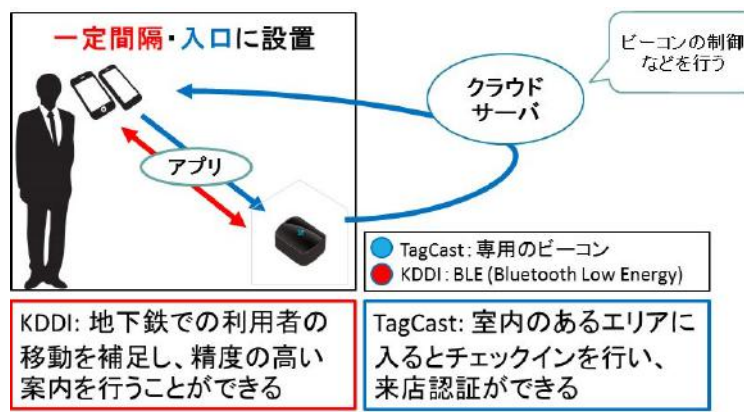 一定間隔・入口に設置
ビーコンの制御
などを行う
クラウド
サーバ
アプリ
TagCast:専用のビーコン
KDDI:BLE (Bluetooth Low Energy)
KDDI: 地下鉄での利用者の
移動を補足し、精度の高い
案内を行うことができる
TagCast: 室内のあるエリアに
入るとチェックインを行い、
来店認証ができる